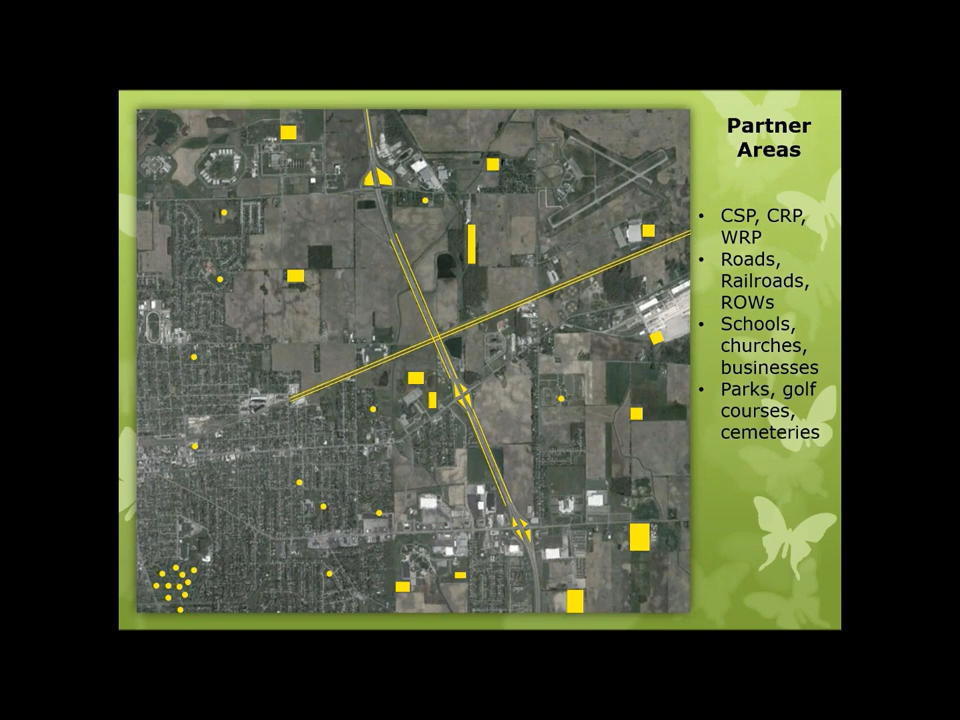 Partner
Areas
• CSP, CRP,
WRP
• Roads,
Railroads,
ROWs
• Schools,
churches,
businesses
• Parks, golf
courses,
cemeteries